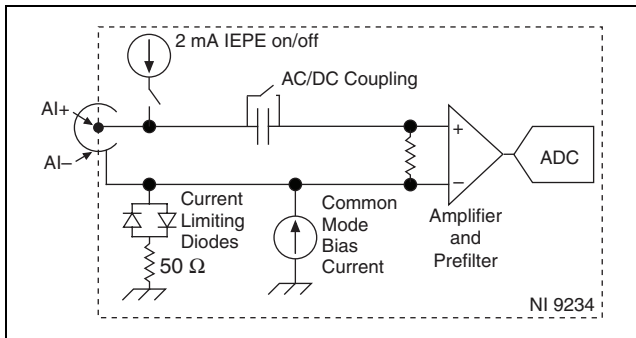 2 mA IEPE on/off
AC/DC Coupling
AI+
AI–
+
–
ADC
Current
Limiting
Diodes
50 Ω
Common
Mode
Bias
Current
Amplifier
and
Prefilter
NI 9234